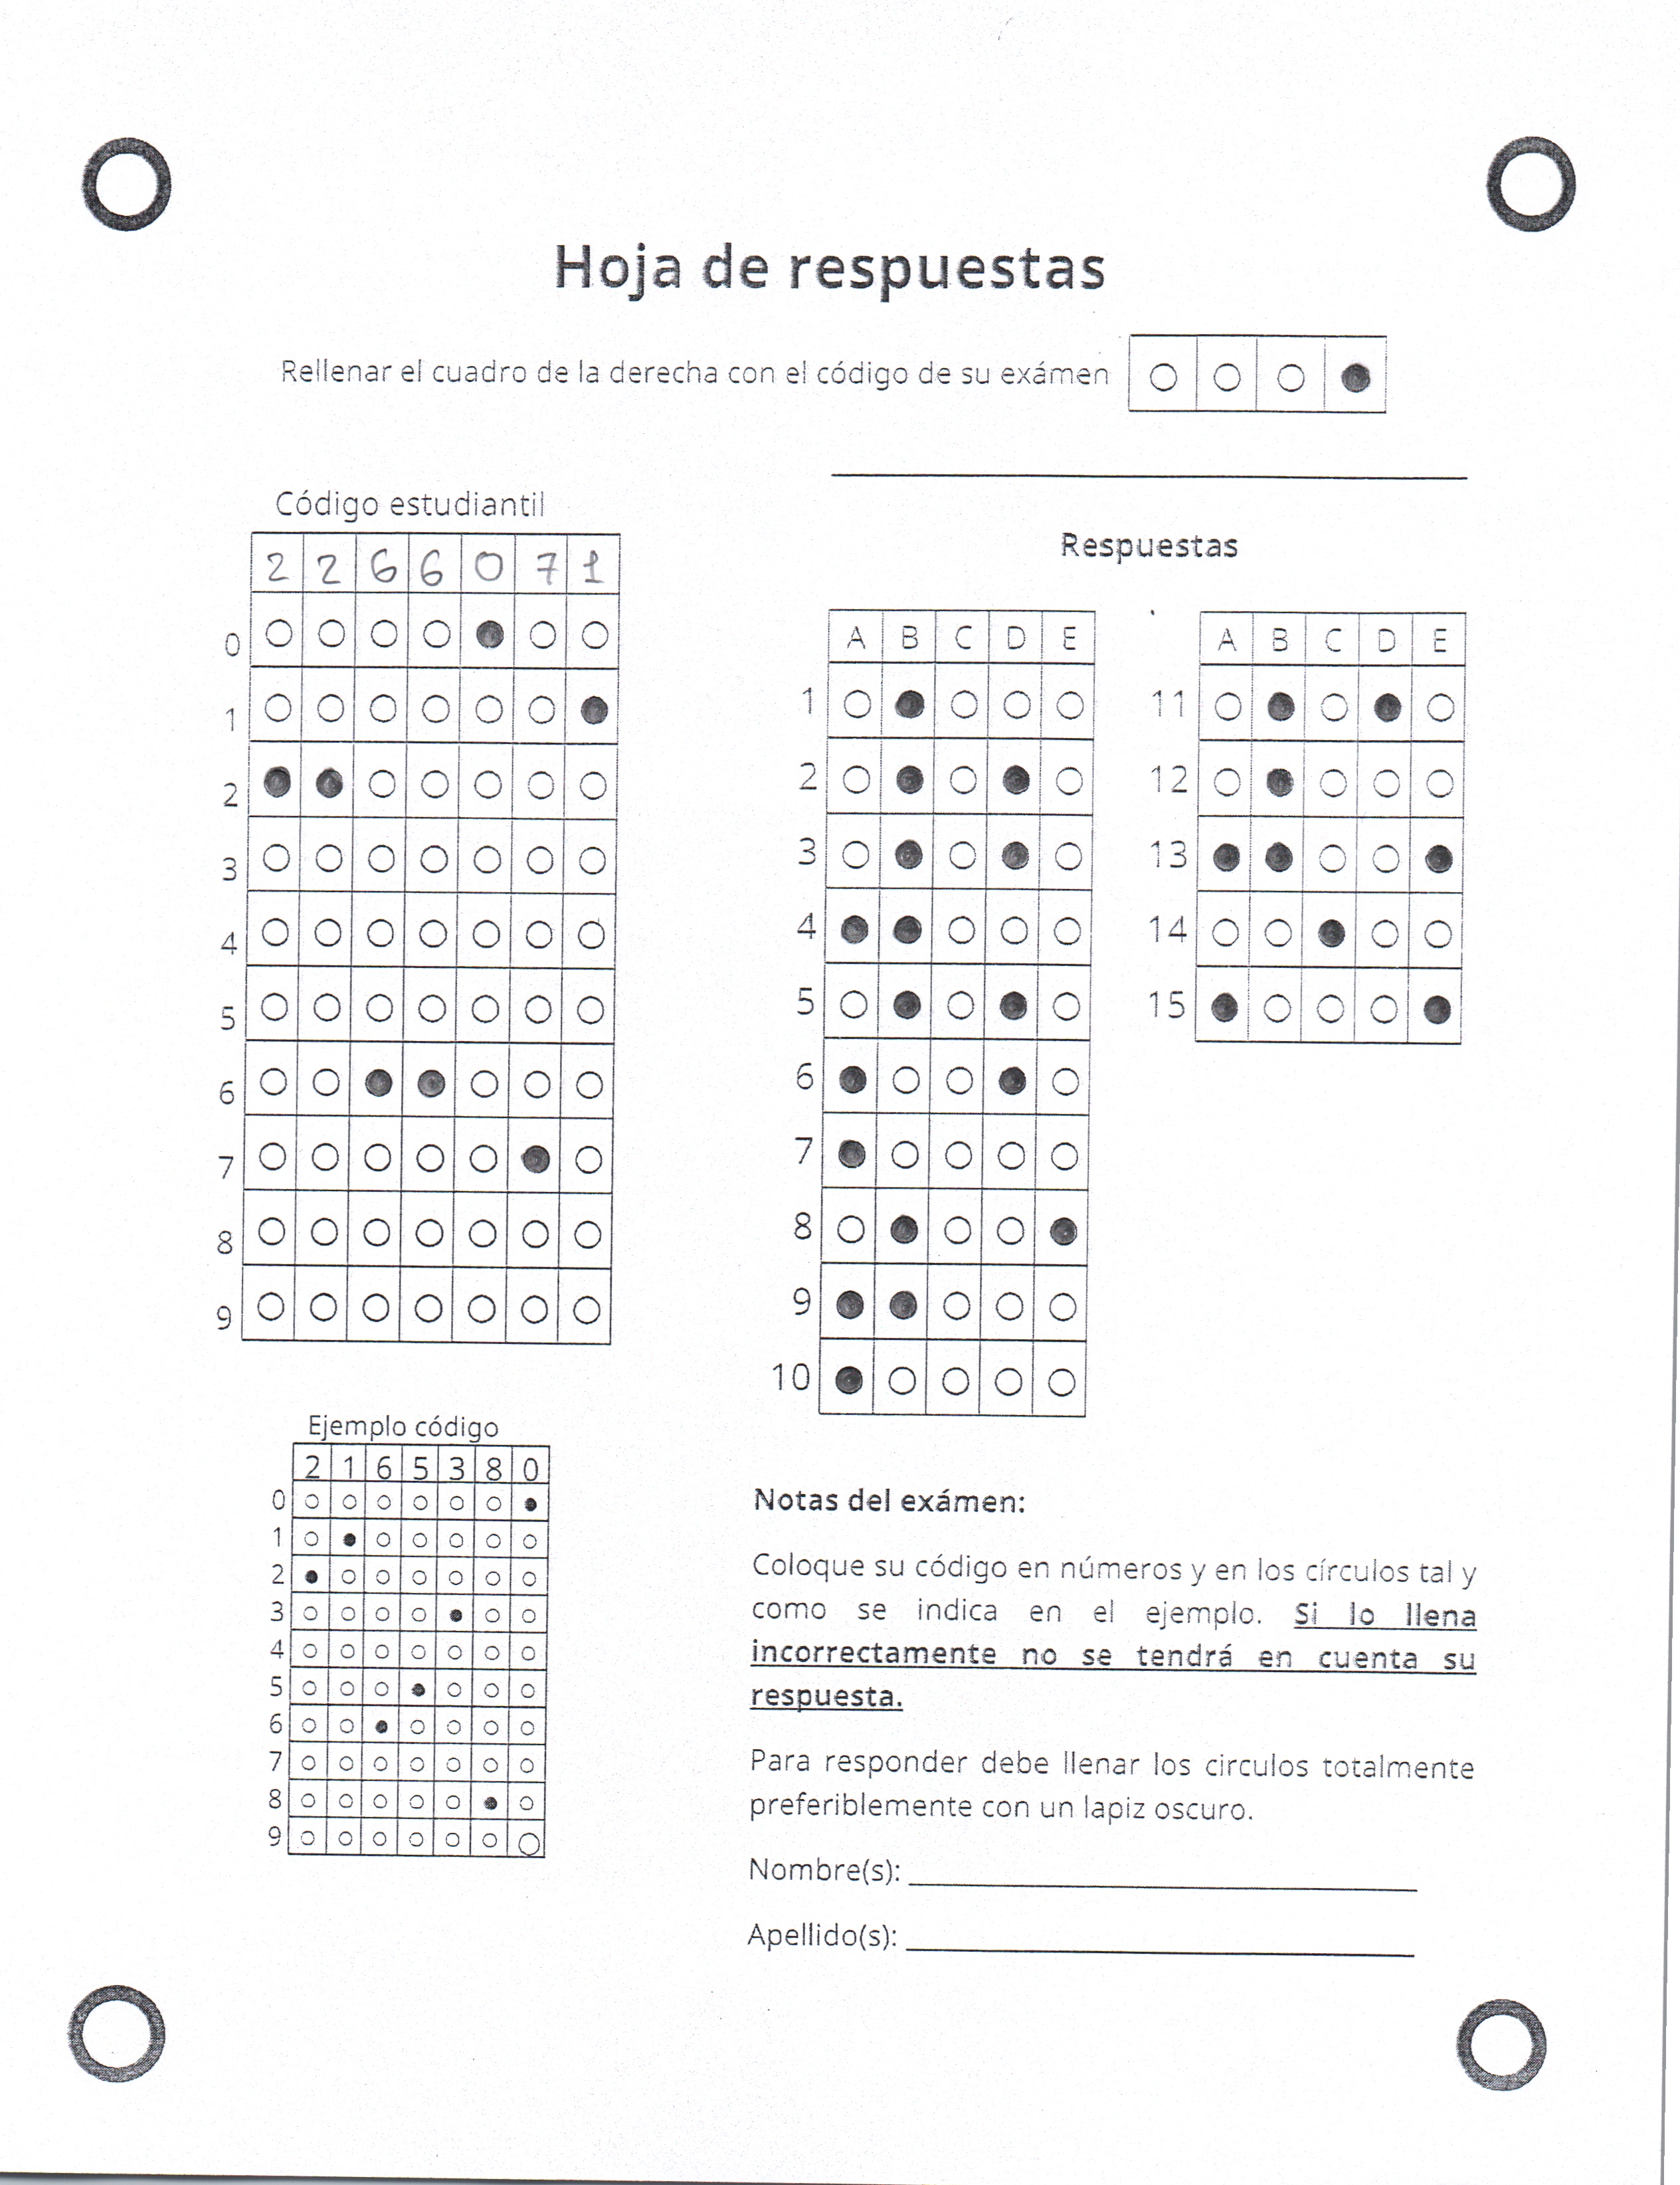 Hoja de respuestas
Rellenar el cuadro de la derecha con el código de su exámen
Código estudiantil
2 2 6 6 0 7 1
0
1
2
3
4
5
6
7
8
9
Respuestas
A B C D E
1
2
3
4
5
6
7
8
9
10
A B C D E
11
12
13
14
15
Ejemplo código
2 1 6 5 3 8 0
0
1
2
3
4
5
6
7
8
9
Notas del exámen:
Coloque su código en números y en los círculos tal y
como se indica en el ejemplo. Si lo llena
incorrectamente no se tendrá en cuenta su
respuesta.
Para responder debe llenar los circulos totalmente
preferiblemente con un lapiz oscuro.
Nombre(s):
Apellido(s):